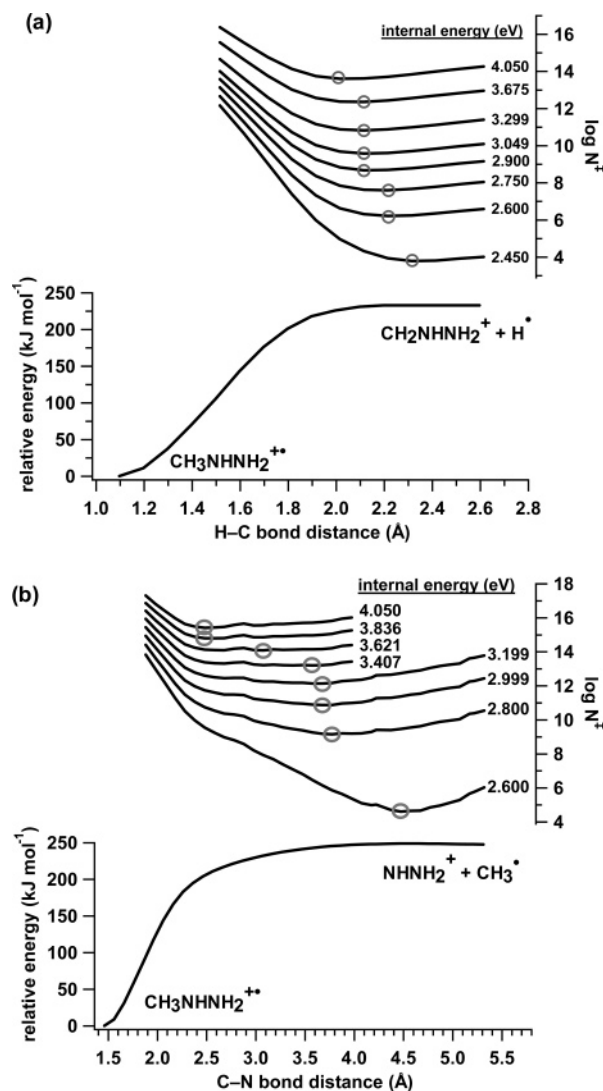 (a)
internal energy (eV)
4.050
3.675
3.299
3.049
2.900
2.750
2.600
2.450
16
14
12
10
8
6
4
log N‡
250
200
150
100
50
0
relative energy (kJ mol⁻¹)
CH₂NHNH₂⁺ + H•
CH₃NHNH₂⁺•
1.0 1.2 1.4 1.6 1.8 2.0 2.2 2.4 2.6 2.8
H–C bond distance (Å)
(b)
internal energy (eV)
4.050
3.836
3.621
3.407
3.199
2.999
2.800
2.600
18
16
14
12
10
8
6
4
log N‡
250
200
150
100
50
0
relative energy (kJ mol⁻¹)
NHNH₂⁺ + CH₃•
CH₃NHNH₂⁺•
1.5 2.0 2.5 3.0 3.5 4.0 4.5 5.0 5.5
C–N bond distance (Å)